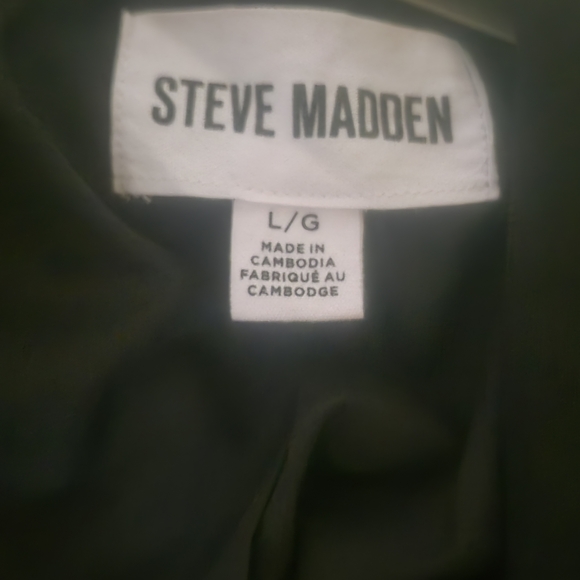 STEVE MADDEN
L/G
MADE IN
CAMBODIA
FABRIQUÉ AU
CAMBODGE